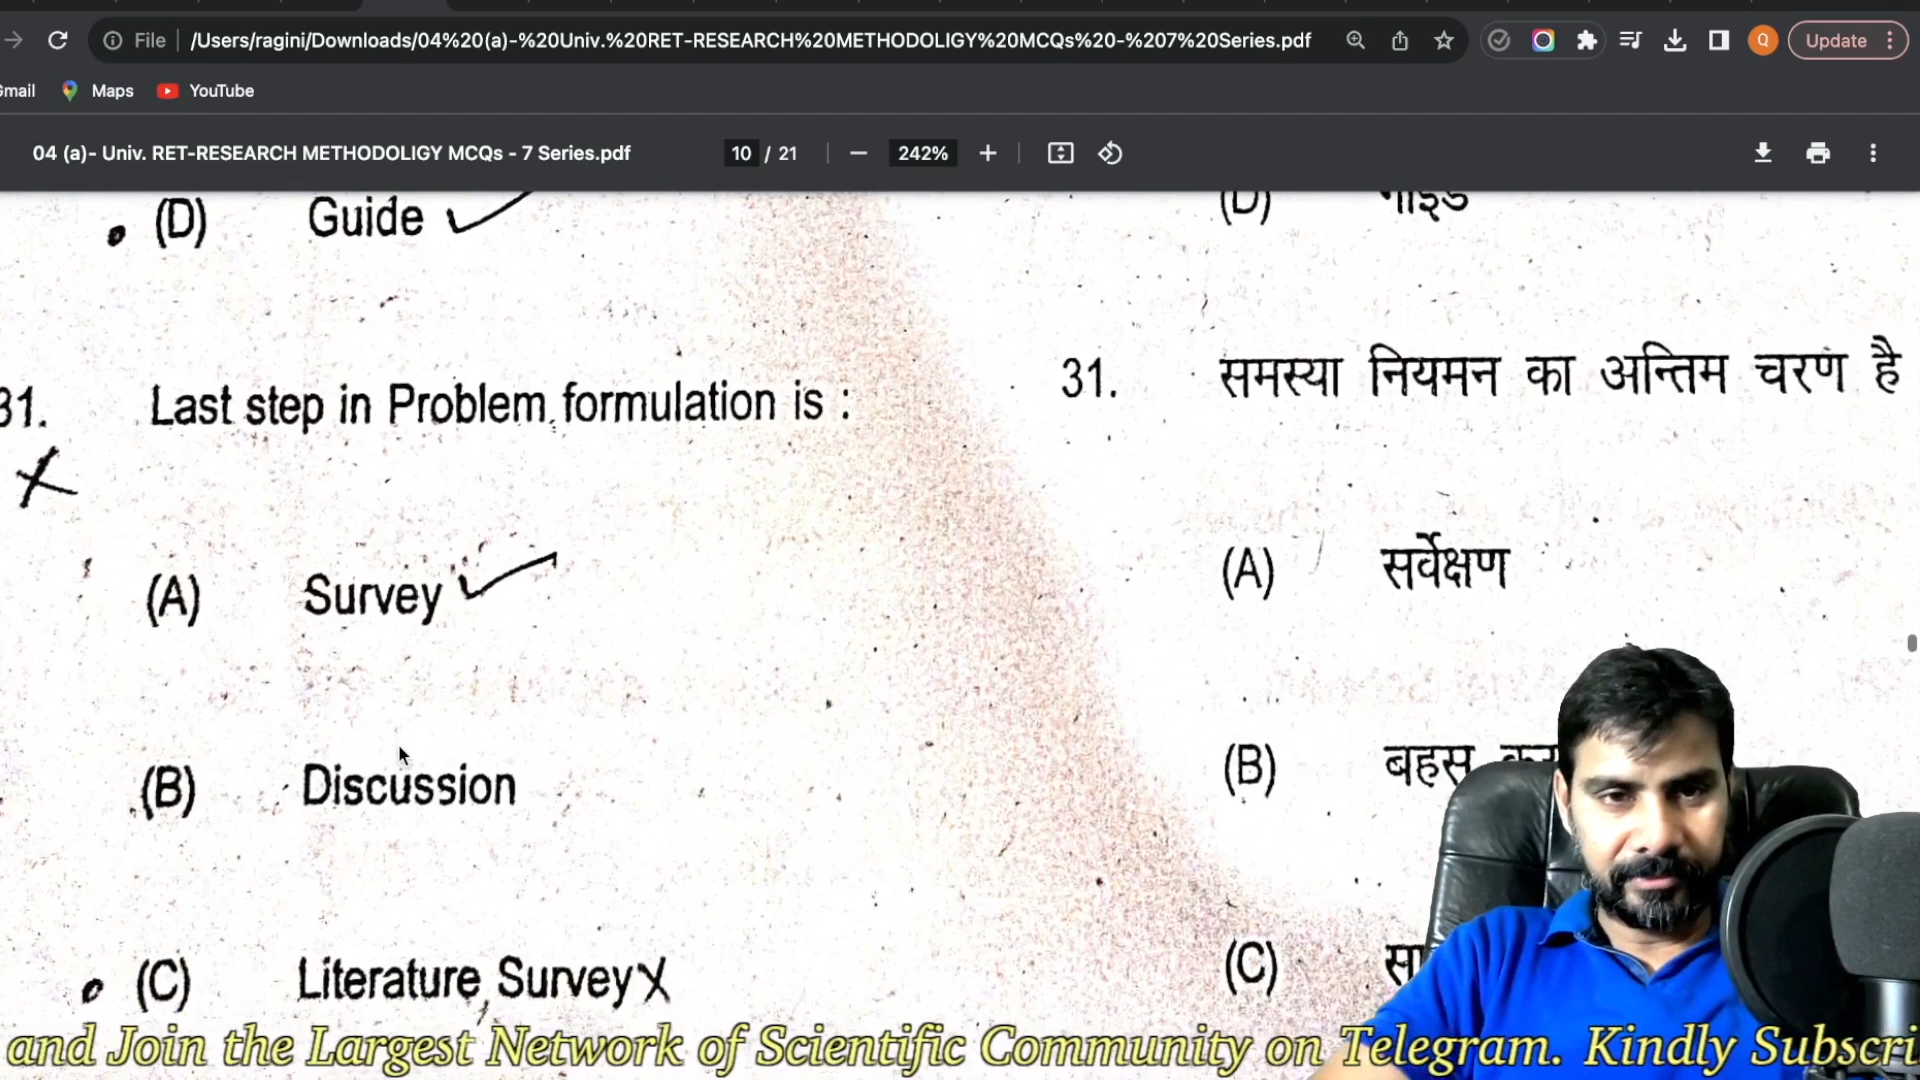 File
/Users/ragini/Downloads/04%20(a)-%20Univ.%20RET-RESEARCH%20METHODOLIGY%20MCQs%20-%207%20Series.pdf
Q
Update
Maps
YouTube
04 (a)- Univ. RET-RESEARCH METHODOLIGY MCQs - 7 Series.pdf
10 / 21
242%
(D) Guide
(D) गाइड
31. Last step in Problem formulation is :
(A) Survey
(B) Discussion
(C) Literature Survey X
31. समस्या नियमन का अन्तिम चरण है
(A) सर्वेक्षण
(B) बहस
(C)
and Join the Largest Network of Scientific Community on Telegram. Kindly